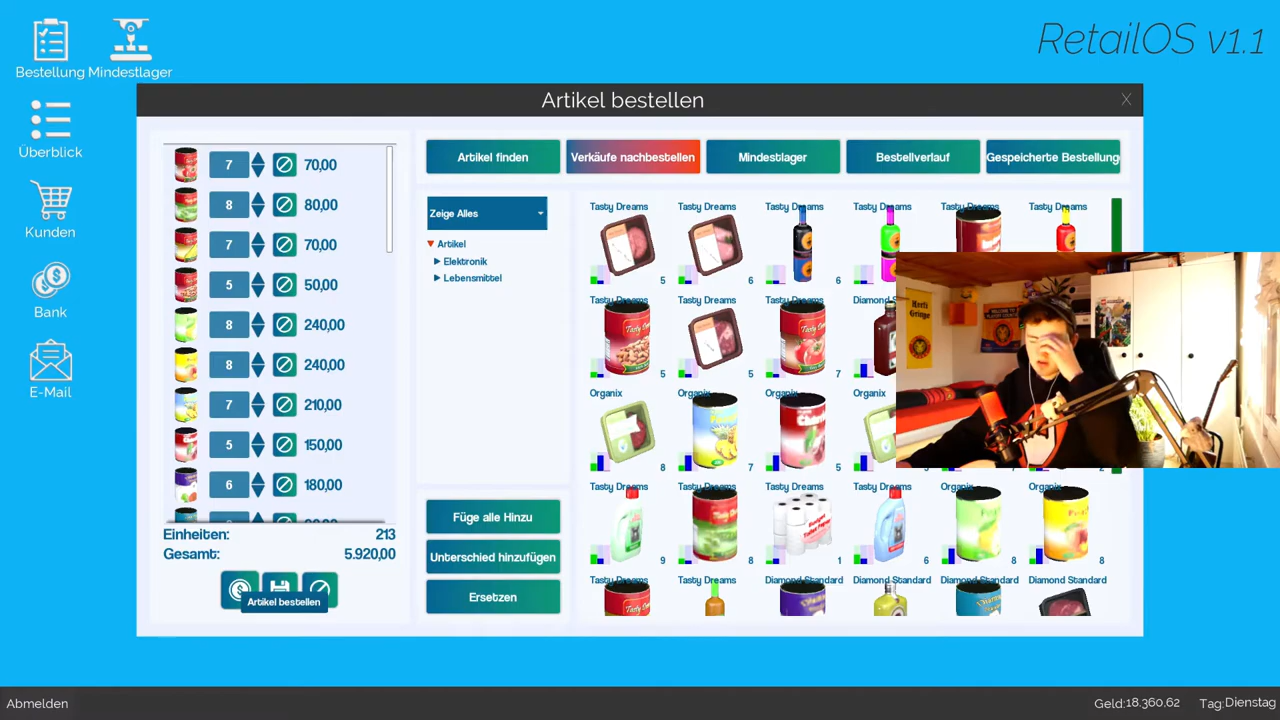 RetailOS v1.1
Bestellung
Mindestlager
Überblick
Kunden
Bank
E-Mail
Artikel bestellen
X
7 70,00
8 80,00
7 70,00
5 50,00
8 240,00
8 240,00
7 210,00
5 150,00
6 180,00
Einheiten: 213
Gesamt: 5.920,00
Artikel bestellen
Artikel finden
Verkäufe nachbestellen
Mindestlager
Bestellverlauf
Gespeicherte Bestellung
Zeige Alles
Artikel
Elektronik
Lebensmittel
Füge alle Hinzu
Unterschied hinzufügen
Ersetzen
Tasty Dreams Tasty Dreams Tasty Dreams Tasty Dreams Tasty Dreams Tasty Dreams
5 6 6
Tasty Dreams Tasty Dreams Tasty Dreams Diamond S
5 5 7
Organix Organix Organix Organix
8 7 5
Tasty Dreams Tasty Dreams Tasty Dreams Tasty Dreams Organix Organix
9 8 1 6 8 8
Tasty Dreams Tasty Dreams Diamond Standard Diamond Standard Diamond Standard Diamond Standard
Abmelden
Geld:18.360,62
Tag:Dienstag